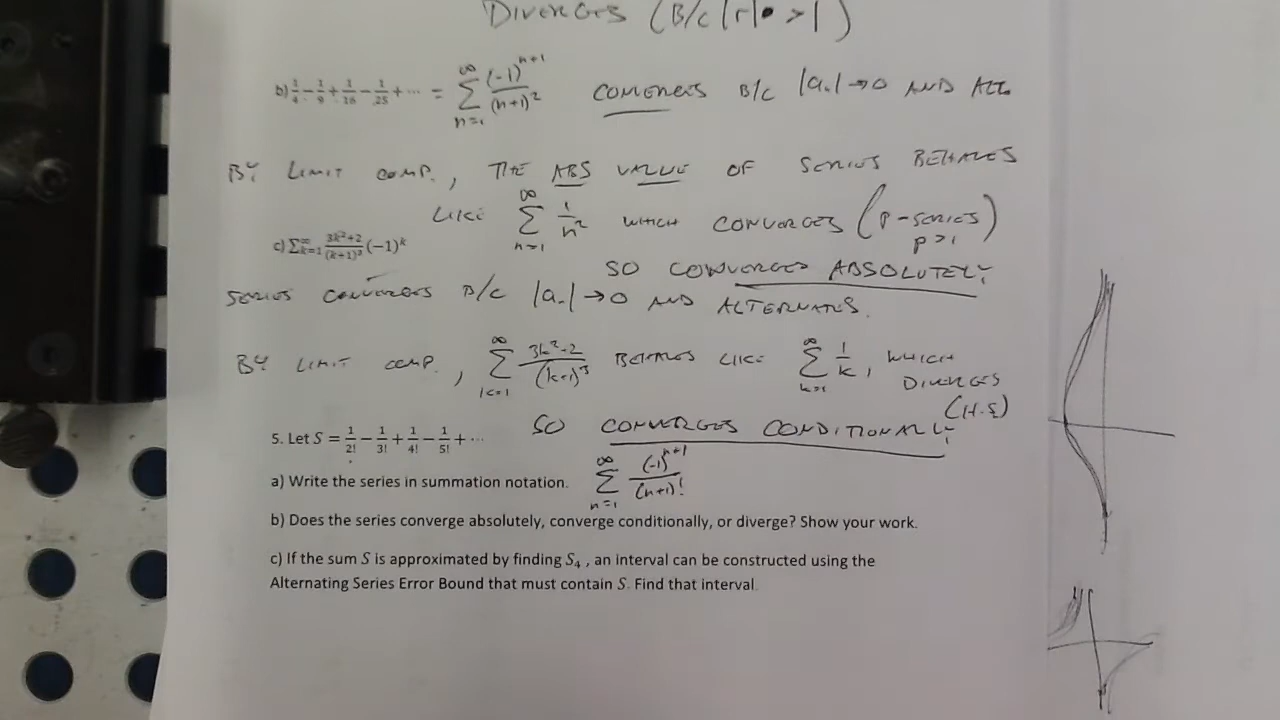 DIVERGES (B/C |r| > 1)
b) 1/4 - 1/9 + 1/16 - 1/25 + ⋯ = ∑_{n=1}^{∞} (-1)^{n+1}/(n+1)^2 CONVERGES B/C |aₙ| → 0 AND ALT.
BY LIMIT COMP., THE ABS VALUE OF SERIES BEHAVES
LIKE ∑_{n=1}^{∞} 1/n^2 WHICH CONVERGES (P-SERIES P>1)
c) ∑_{k=1}^{∞} (3k^2+2)/(k+1)^3 (-1)^k
SO CONVERGES ABSOLUTELY
SERIES CONVERGES B/C |aₙ| → 0 AND ALTERNATES.
BY LIMIT COMP., ∑_{k=1}^{∞} (3k^2+2)/(k+1)^3 BEHAVES LIKE ∑_{k=1}^{∞} 1/k, WHICH
DIVERGES
(H.S)
SO CONVERGES CONDITIONALLY
5. Let S = 1/2! - 1/3! + 1/4! - 1/5! + ⋯
a) Write the series in summation notation. ∑_{n=1}^{∞} (-1)^{n+1}/(n+1)!
b) Does the series converge absolutely, converge conditionally, or diverge? Show your work.
c) If the sum S is approximated by finding S₄ , an interval can be constructed using the
Alternating Series Error Bound that must contain S. Find that interval.